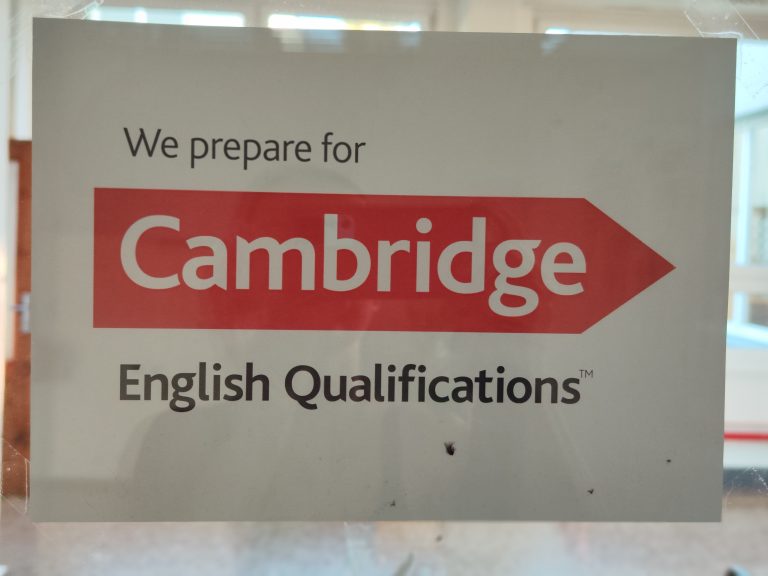 We prepare for
Cambridge
English Qualifications™